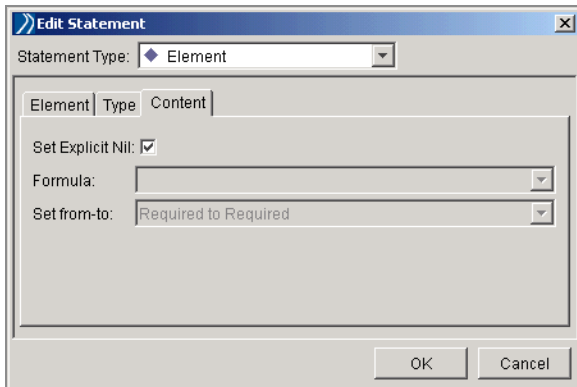 Edit Statement
Statement Type: Element
Element Type Content
Set Explicit Nil:
Formula:
Set from-to: Required to Required
OK Cancel